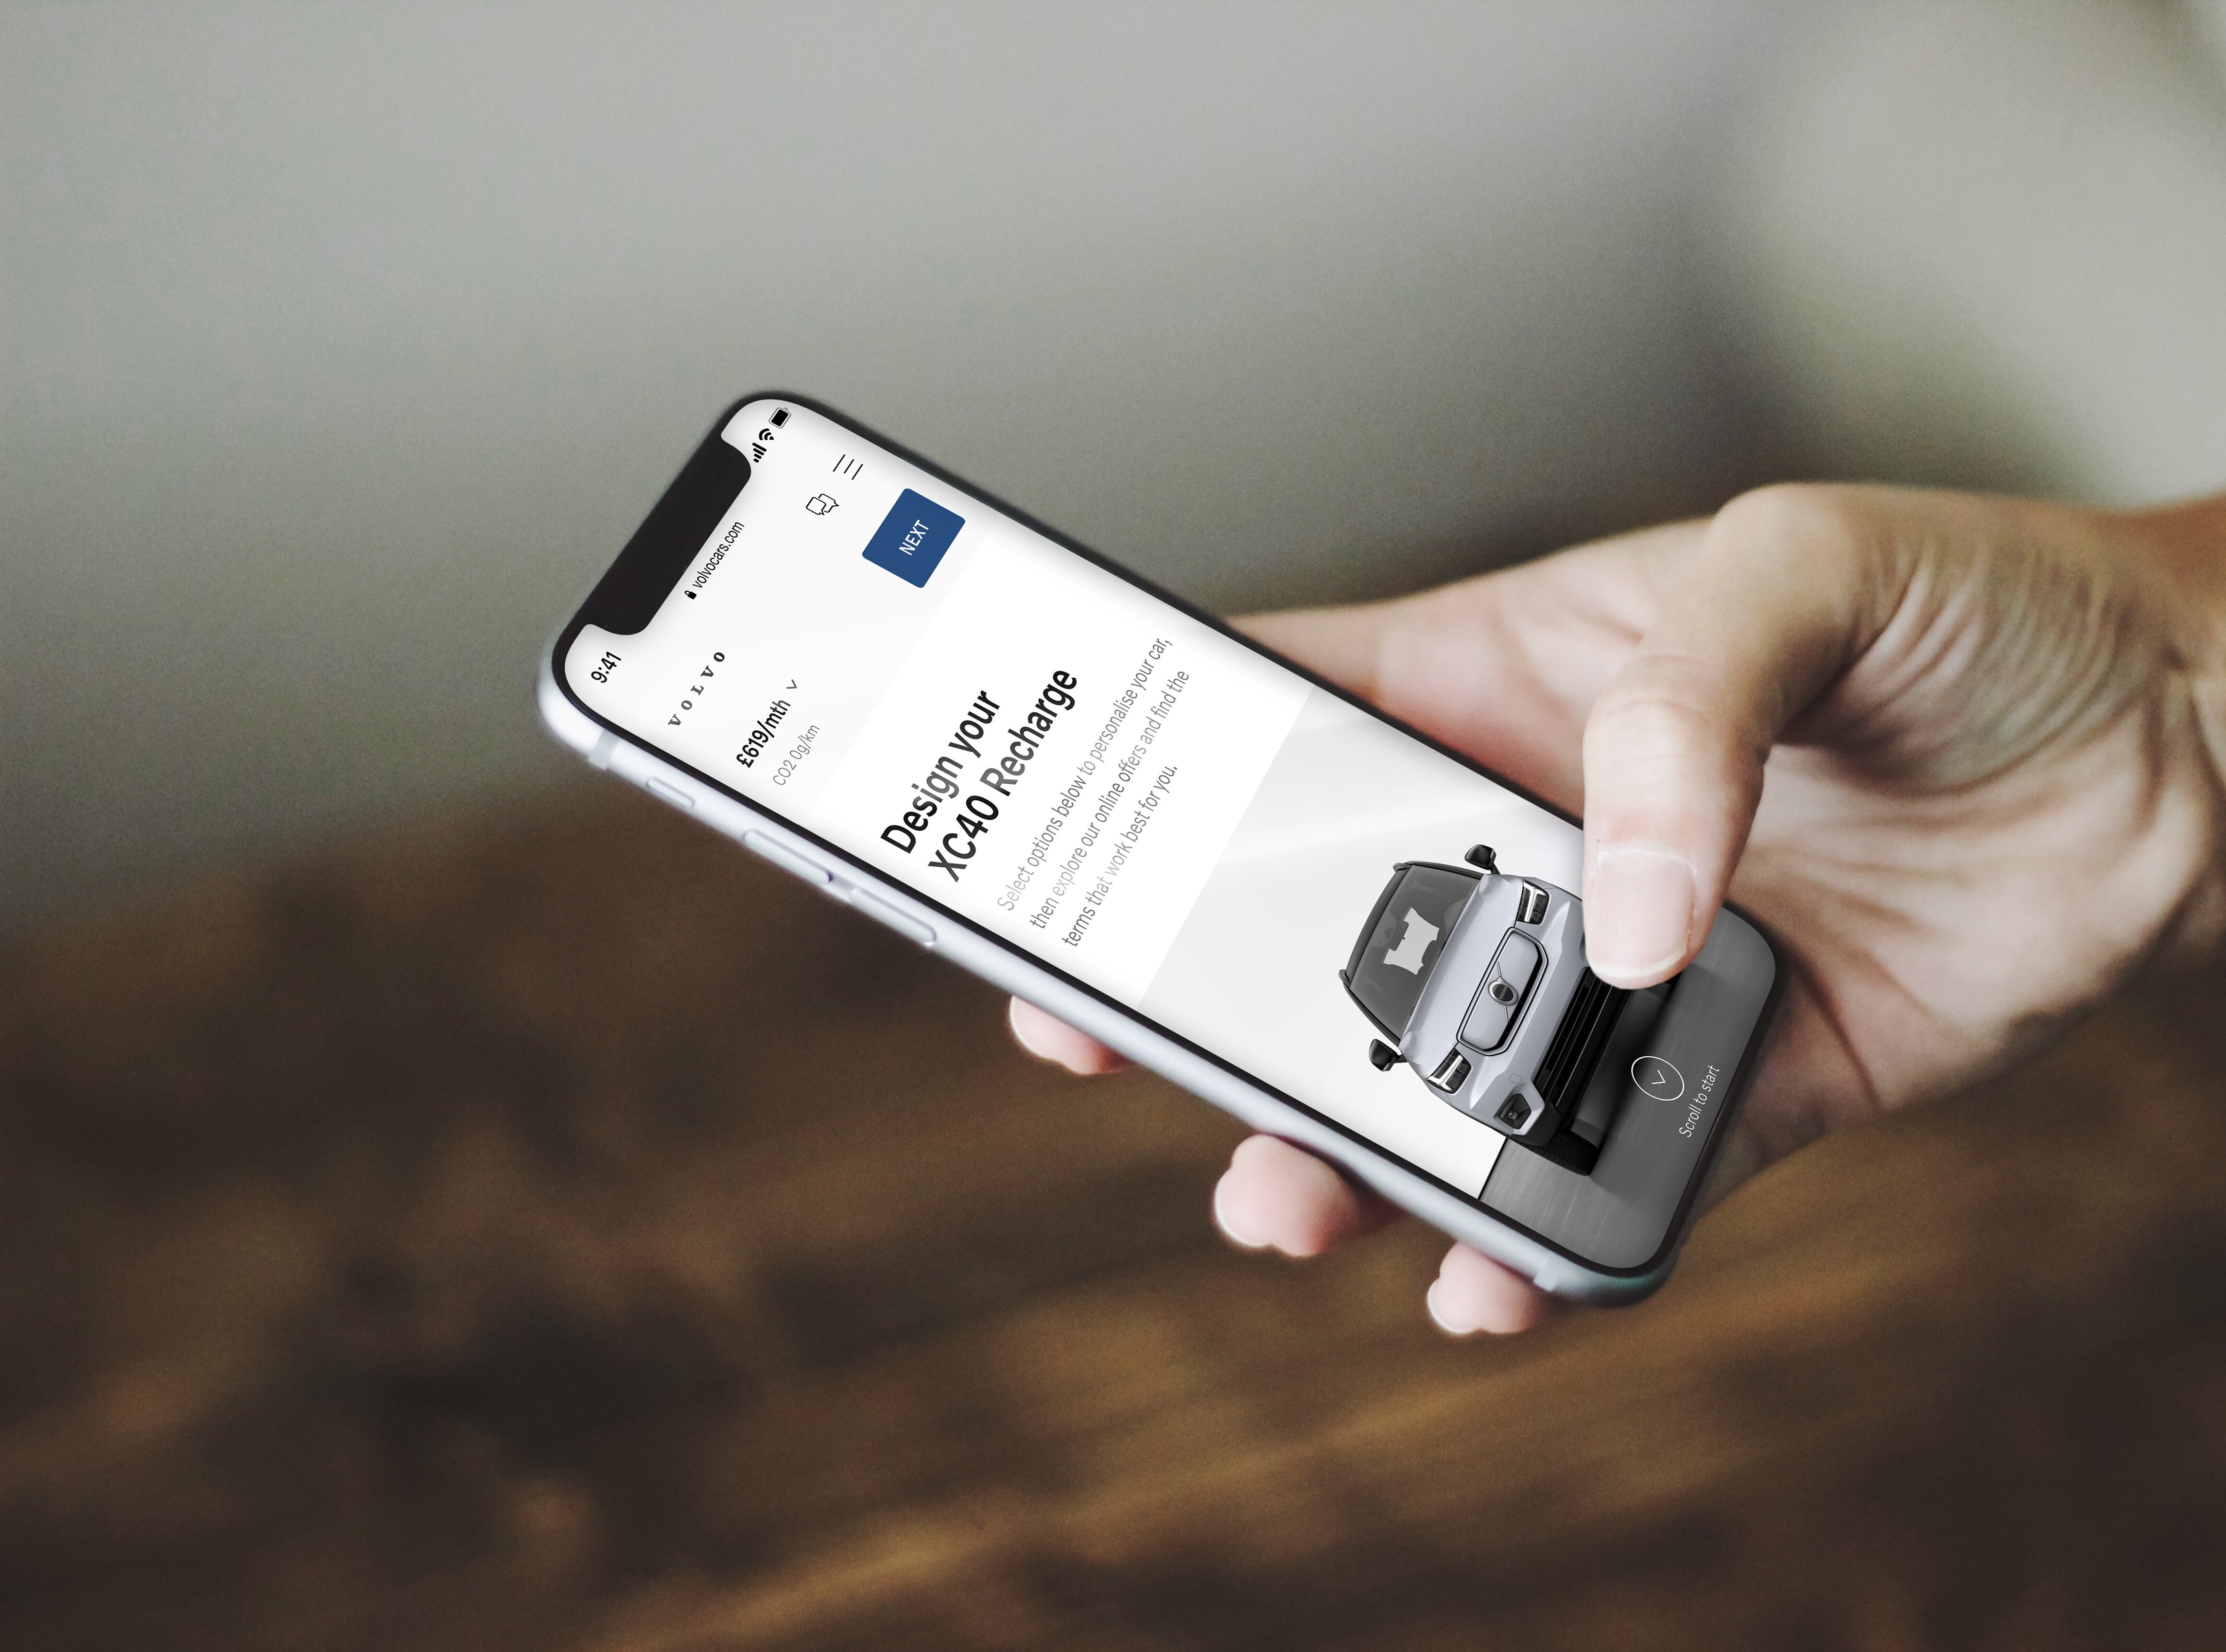 9:41
volvocars.com
VOLVO
£619/mth
CO2 0g/km
NEXT
Design your
XC40 Recharge
Select options below to personalise your car,
then explore our online offers and find the
terms that work best for you.
Scroll to start